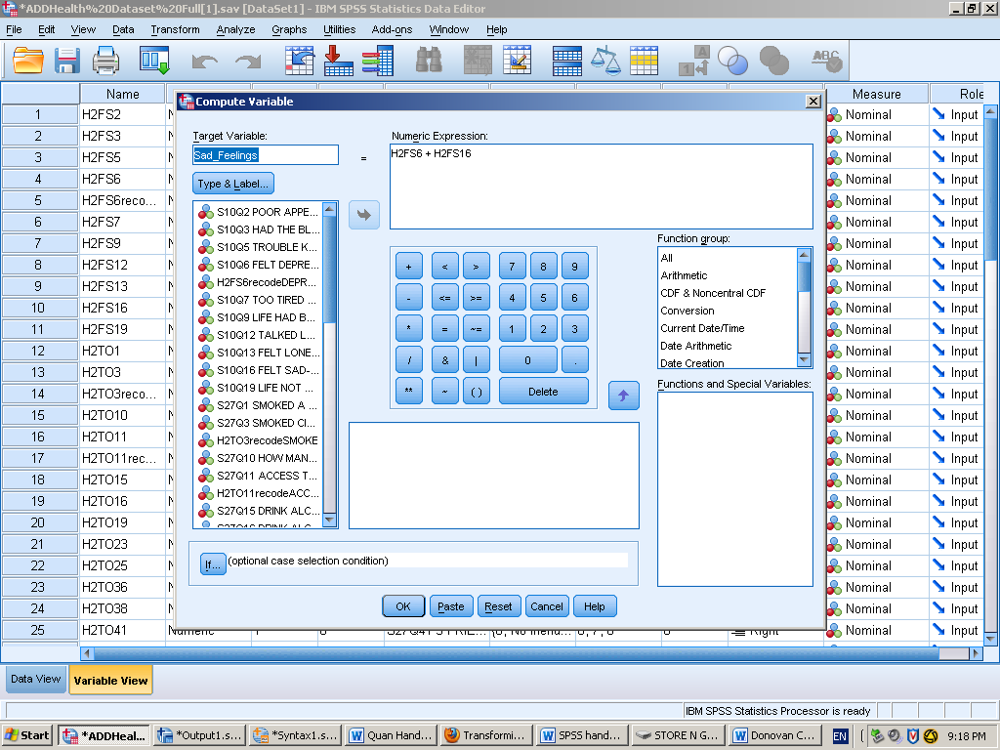 *ADDHealth%20Dataset%20Full[1].sav [DataSet1] - IBM SPSS Statistics Data Editor
File Edit View Data Transform Analyze Graphs Utilities Add-ons Window Help
Name Measure Role
1 H2FS2 Nominal Input
2 H2FS3 Nominal Input
3 H2FS5 Nominal Input
4 H2FS6 Nominal Input
5 H2FS6reco... Nominal Input
6 H2FS7 Nominal Input
7 H2FS9 Nominal Input
8 H2FS12 Nominal Input
9 H2FS13 Nominal Input
10 H2FS16 Nominal Input
11 H2FS19 Nominal Input
12 H2TO1 Nominal Input
13 H2TO3 Nominal Input
14 H2TO3reco... Nominal Input
15 H2TO10 Nominal Input
16 H2TO11 Nominal Input
17 H2TO11rec... Nominal Input
18 H2TO15 Nominal Input
19 H2TO16 Nominal Input
20 H2TO19 Nominal Input
21 H2TO23 Nominal Input
22 H2TO25 Nominal Input
23 H2TO36 Nominal Input
24 H2TO38 Nominal Input
25 H2TO41 Numeric Right Nominal Input
Compute Variable
Target Variable:
Sad_Feelings
=
Numeric Expression:
H2FS6 + H2FS16
Type & Label...
S10Q2 POOR APPE...
S10Q3 HAD THE BL...
S10Q5 TROUBLE K...
S10Q6 FELT DEPRE...
H2FS6recodeDEPR...
S10Q7 TOO TIRED ...
S10Q9 LIFE HAD B...
S10Q12 TALKED L...
S10Q13 FELT LONE...
S10Q16 FELT SAD-...
S10Q19 LIFE NOT ...
S27Q1 SMOKED A ...
S27Q3 SMOKED CI...
H2TO3recodeSMOKE
S27Q10 HOW MAN...
S27Q11 ACCESS T...
H2TO11recodeACC...
S27Q15 DRINK ALC...
+ < > 7 8 9
- <= >= 4 5 6
* = ~= 1 2 3
/ & | 0 .
** ~ ( ) Delete
Function group:
All
Arithmetic
CDF & Noncentral CDF
Conversion
Current Date/Time
Date Arithmetic
Date Creation
Functions and Special Variables:
If... (optional case selection condition)
OK Paste Reset Cancel Help
Data View Variable View
IBM SPSS Statistics Processor is ready
Start *ADDHeal... *Output1.s... *Syntax1.s... Quan Hand... Transformi... SPSS hand... STORE N G... Donovan C... EN 9:18 PM